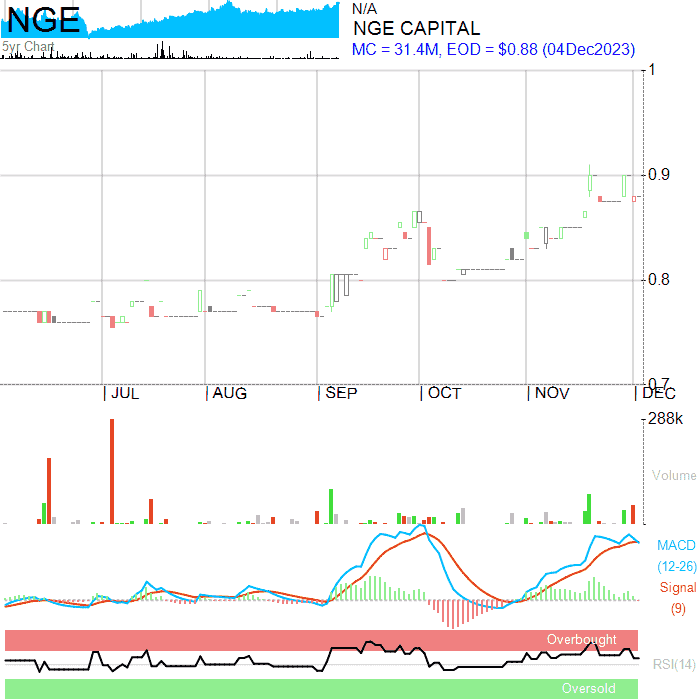 NGE
5yr Chart
N/A
NGE CAPITAL
MC = 31.4M, EOD = $0.88 (04Dec2023)
1
0.9
0.8
0.7
JUL AUG SEP OCT NOV DEC
288k
Volume
MACD
(12-26)
Signal
(9)
Overbought
RSI(14)
Oversold